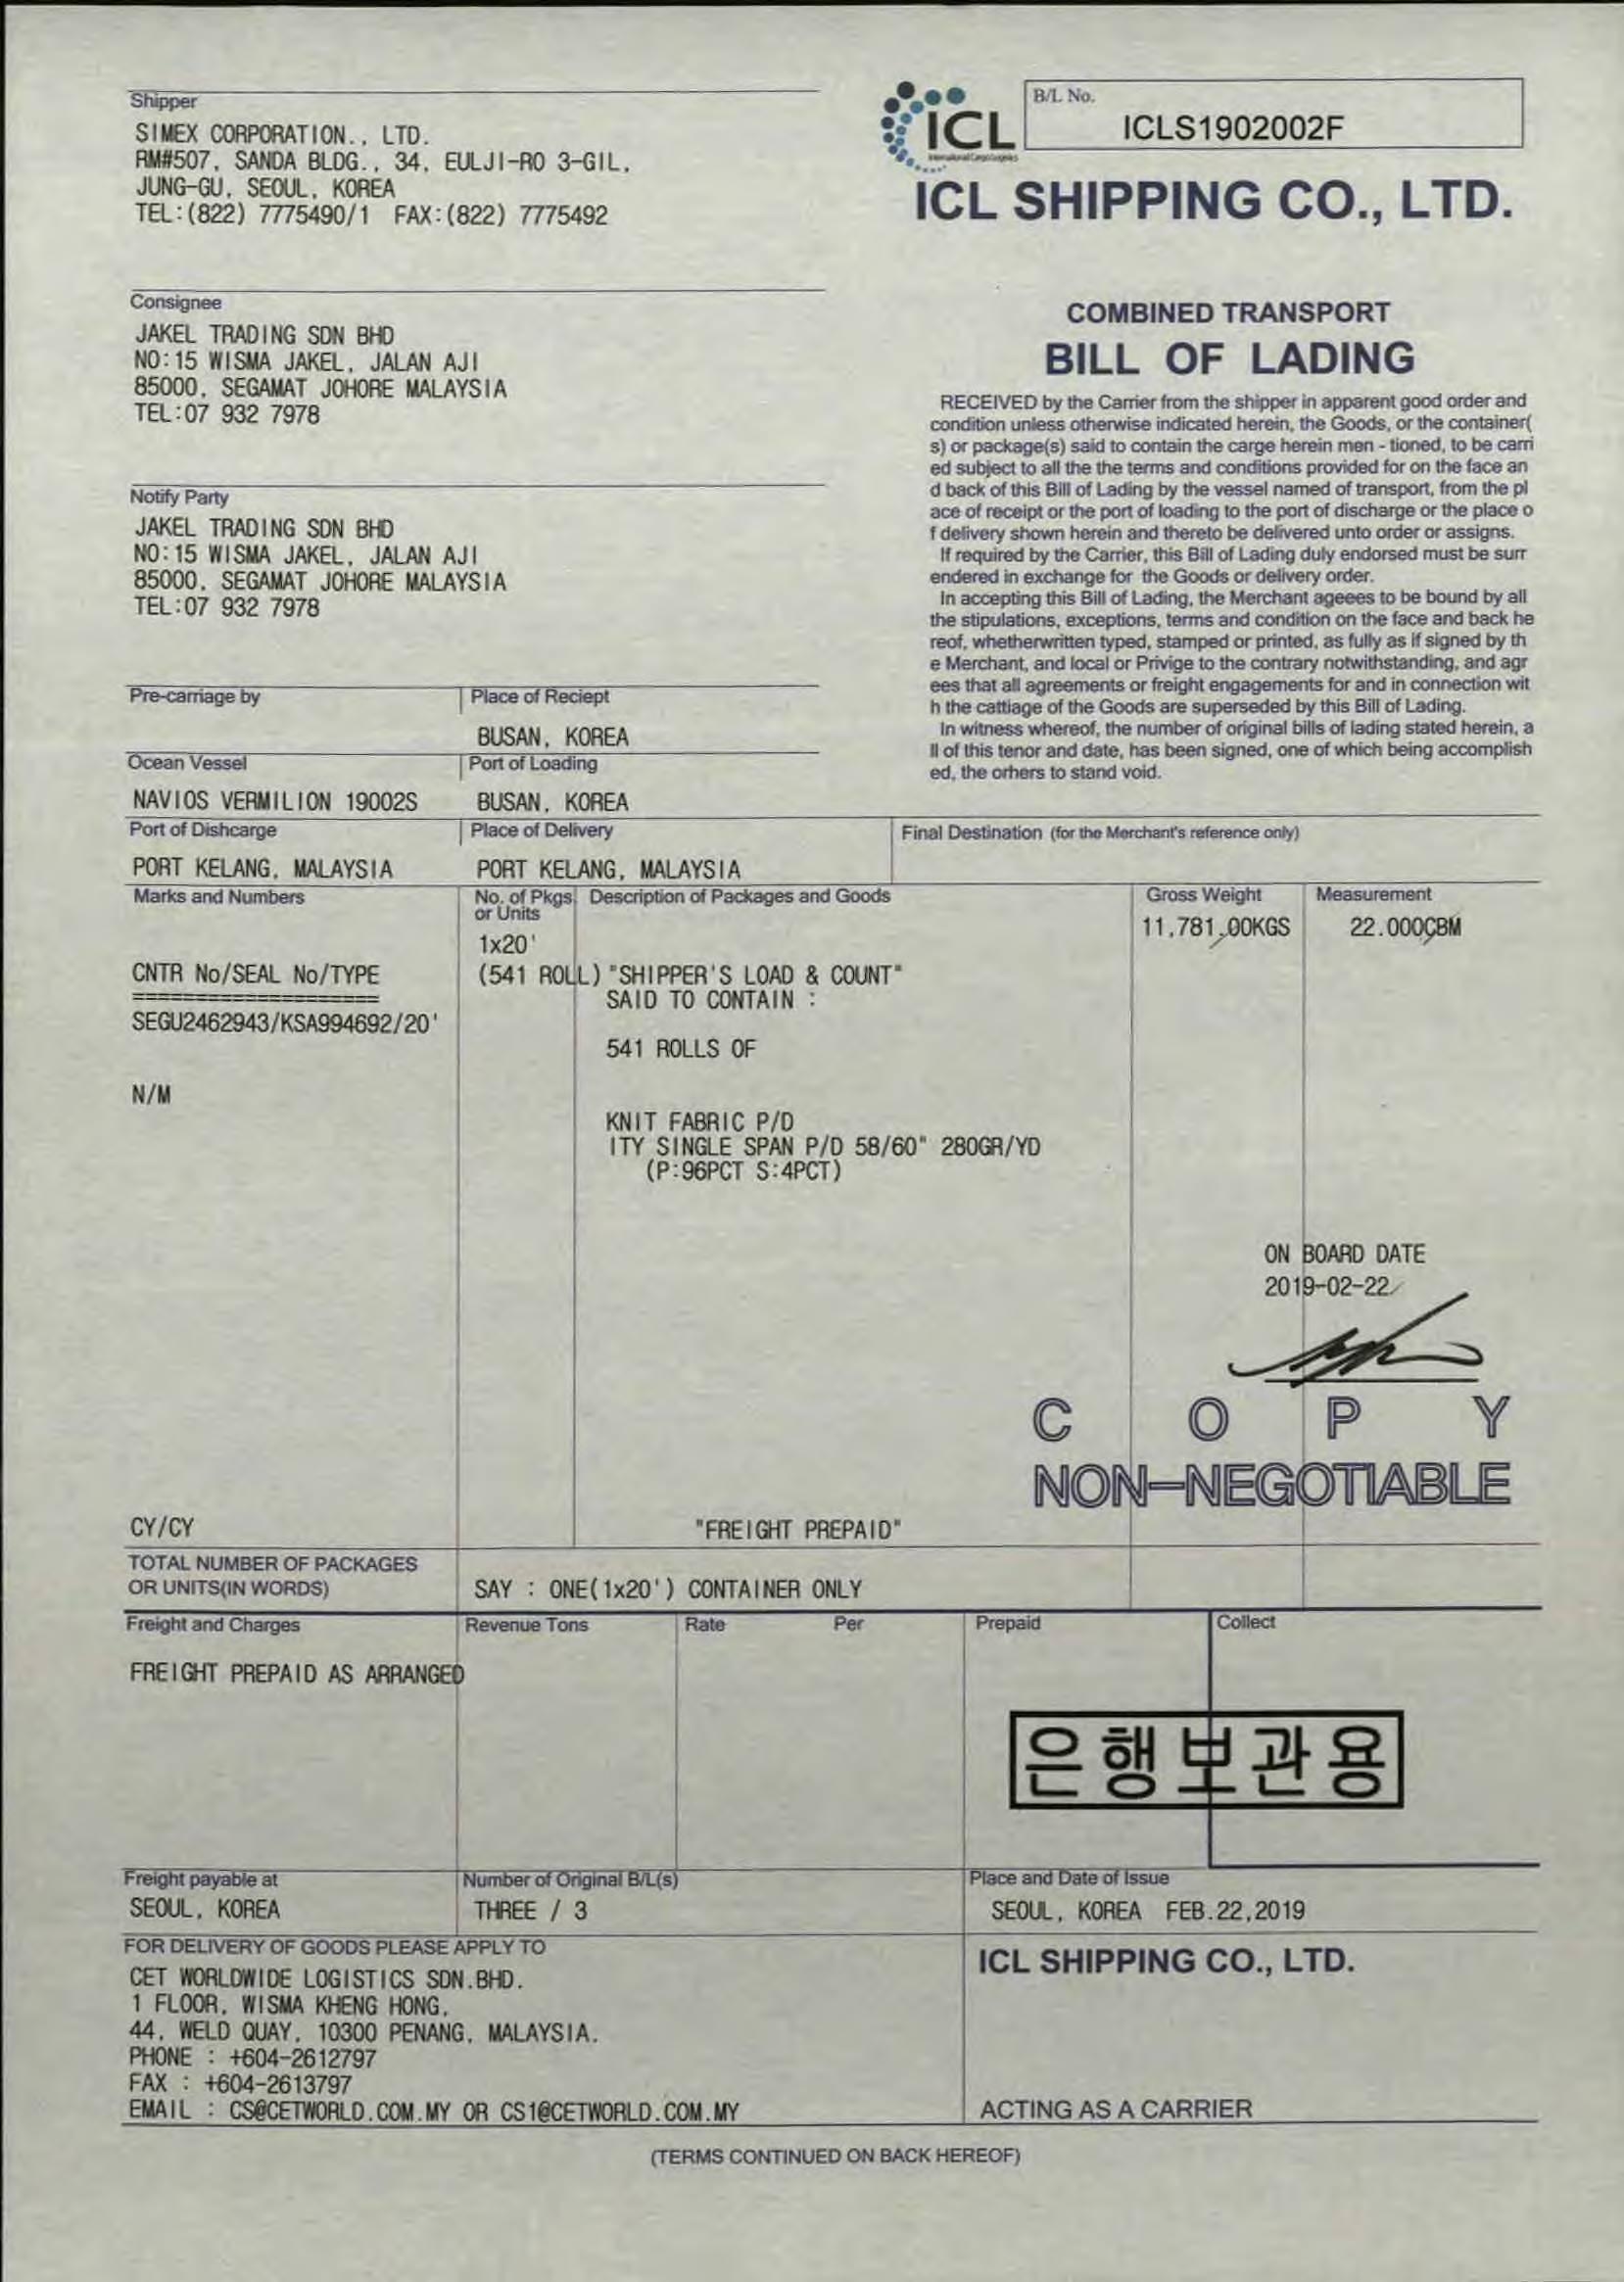 Shipper
SIMEX CORPORATION., LTD.
RM#507, SANDA BLDG., 34, EULJI-RO 3-GIL,
JUNG-GU, SEOUL, KOREA
TEL:(822) 7775490/1 FAX:(822) 7775492
ICL
B/L No.
ICLS1902002F
ICL SHIPPING CO., LTD.
Consignee
JAKEL TRADING SDN BHD
NO:15 WISMA JAKEL, JALAN AJI
85000, SEGAMAT JOHORE MALAYSIA
TEL:07 932 7978
Notify Party
JAKEL TRADING SDN BHD
NO:15 WISMA JAKEL, JALAN AJI
85000, SEGAMAT JOHORE MALAYSIA
TEL:07 932 7978
COMBINED TRANSPORT
BILL OF LADING
RECEIVED by the Carrier from the shipper in apparent good order and
condition unless otherwise indicated herein, the Goods, or the container(
s) or package(s) said to contain the carge herein men - tioned, to be carri
ed subject to all the the terms and conditions provided for on the face an
d back of this Bill of Lading by the vessel named of transport, from the pl
ace of receipt or the port of loading to the port of discharge or the place o
f delivery shown herein and thereto be delivered unto order or assigns.
If required by the Carrier, this Bill of Lading duly endorsed must be surr
endered in exchange for the Goods or delivery order.
In accepting this Bill of Lading, the Merchant ageees to be bound by all
the stipulations, exceptions, terms and condition on the face and back he
reof, whetherwritten typed, stamped or printed, as fully as if signed by th
e Merchant, and local or Privige to the contrary notwithstanding, and agr
ees that all agreements or freight engagements for and in connection wit
h the cattiage of the Goods are superseded by this Bill of Lading.
In witness whereof, the number of original bills of lading stated herein, a
ll of this tenor and date, has been signed, one of which being accomplish
ed, the orhers to stand void.
Pre-carriage by
Place of Reciept
BUSAN, KOREA
Ocean Vessel
Port of Loading
NAVIOS VERMILION 19002S
BUSAN, KOREA
Port of Dishcarge
Place of Delivery
Final Destination (for the Merchant's reference only)
PORT KELANG, MALAYSIA
PORT KELANG, MALAYSIA
Marks and Numbers
No. of Pkgs
or Units
Description of Packages and Goods
Gross Weight
Measurement
1x20'
11,781.00KGS
22.000CBM
CNTR No/SEAL No/TYPE
(541 ROLL) "SHIPPER'S LOAD & COUNT"
====================
SAID TO CONTAIN :
SEGU2462943/KSA994692/20'
541 ROLLS OF
N/M
KNIT FABRIC P/D
ITY SINGLE SPAN P/D 58/60" 280GR/YD
(P:96PCT S:4PCT)
ON BOARD DATE
2019-02-22
C O P Y
NON-NEGOTIABLE
CY/CY
"FREIGHT PREPAID"
TOTAL NUMBER OF PACKAGES
OR UNITS(IN WORDS)
SAY : ONE(1x20') CONTAINER ONLY
Freight and Charges
Revenue Tons
Rate
Per
Prepaid
Collect
FREIGHT PREPAID AS ARRANGED
은행보관용
Freight payable at
Number of Original B/L(s)
Place and Date of Issue
SEOUL, KOREA
THREE / 3
SEOUL, KOREA FEB.22,2019
FOR DELIVERY OF GOODS PLEASE APPLY TO
CET WORLDWIDE LOGISTICS SDN.BHD.
1 FLOOR, WISMA KHENG HONG,
44, WELD QUAY, 10300 PENANG, MALAYSIA.
PHONE : +604-2612797
FAX : +604-2613797
EMAIL : CS@CETWORLD.COM.MY OR CS1@CETWORLD.COM.MY
ICL SHIPPING CO., LTD.
ACTING AS A CARRIER
(TERMS CONTINUED ON BACK HEREOF)